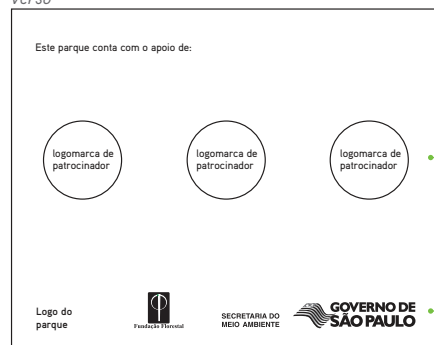 Verso
Este parque conta com o apoio de:
logomarca de
patrocinador
logomarca de
patrocinador
logomarca de
patrocinador
Logo do
parque
Fundação Florestal
SECRETARIA DO
MEIO AMBIENTE
GOVERNO DE
SÃO PAULO